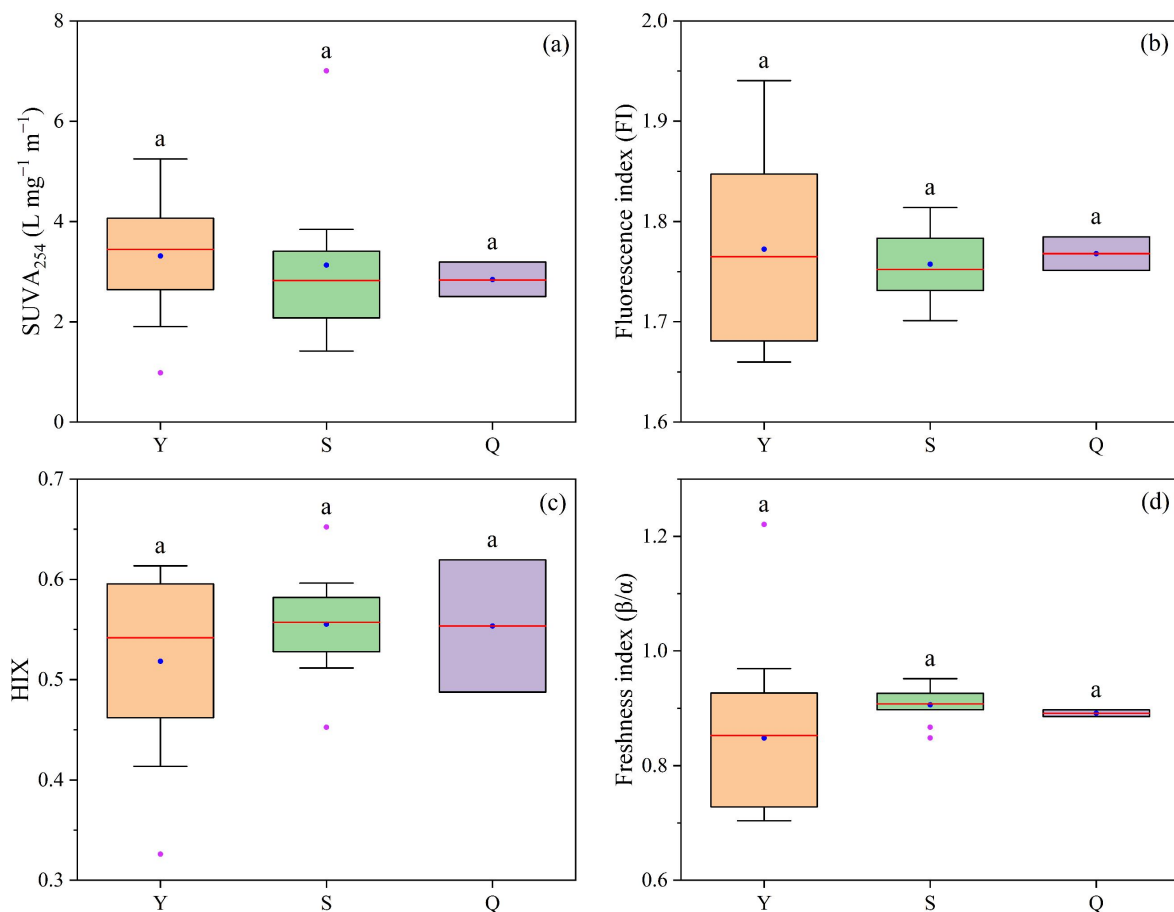 (a)
SUVA₂₅₄ (L mg⁻¹ m⁻¹)
8
6
4
2
0
a
a
a
Y
S
Q
(b)
Fluorescence index (FI)
2.0
1.9
1.8
1.7
1.6
a
a
a
Y
S
Q
(c)
HIX
0.7
0.6
0.5
0.4
0.3
a
a
a
Y
S
Q
(d)
Freshness index (β/α)
1.2
1.0
0.8
0.6
a
a
a
Y
S
Q